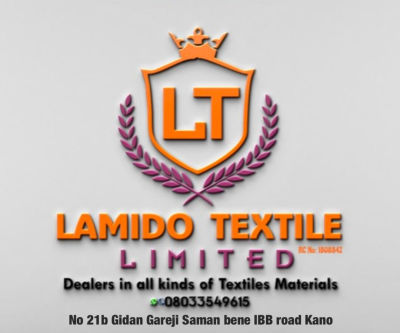 LT
LAMIDO TEXTILE
LIMITED
Dealers in all kinds of Textiles Materials
08033549615
No 21b Gidan Gareji Saman bene IBB road Kano